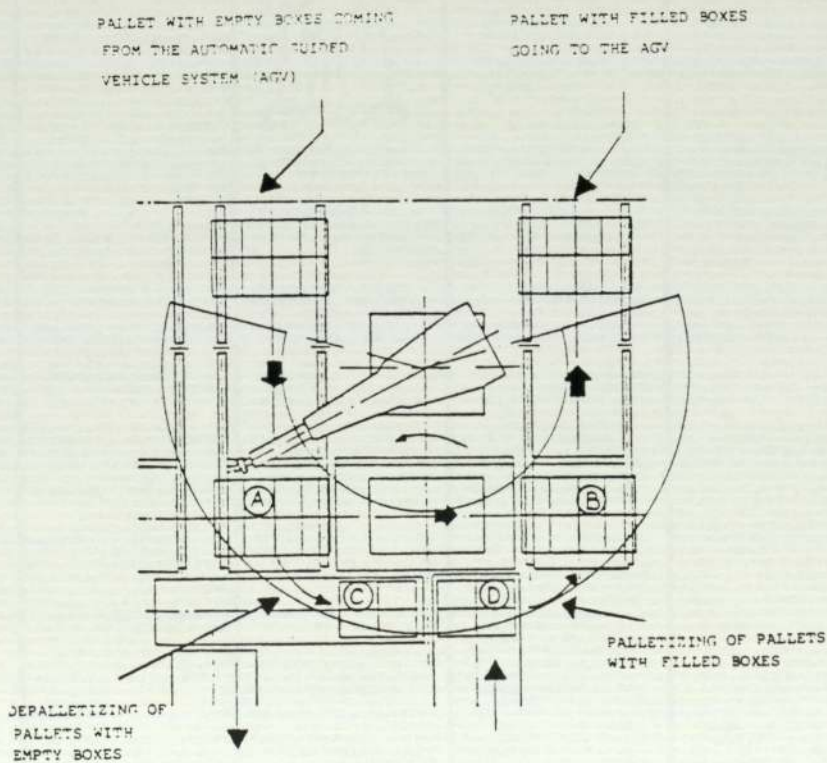 PALLET WITH EMPTY BOXES COMING
FROM THE AUTOMATIC GUIDED
VEHICLE SYSTEM (AGV)
PALLET WITH FILLED BOXES
GOING TO THE AGV
A
B
C
D
PALLETIZING OF PALLETS
WITH FILLED BOXES
DEPALLETIZING OF
PALLETS WITH
EMPTY BOXES